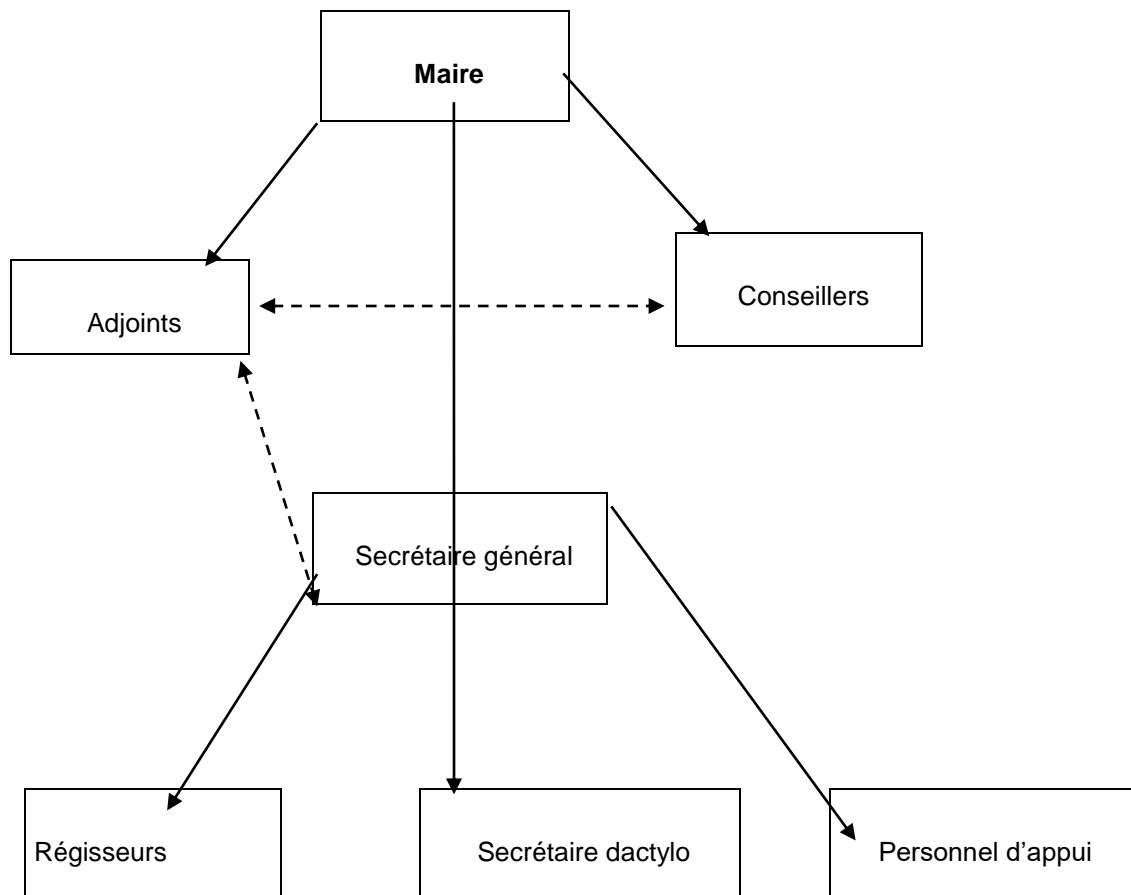 Maire
Conseillers
Adjoints
Secrétaire général
Régisseurs
Secrétaire dactylo
Personnel d’appui